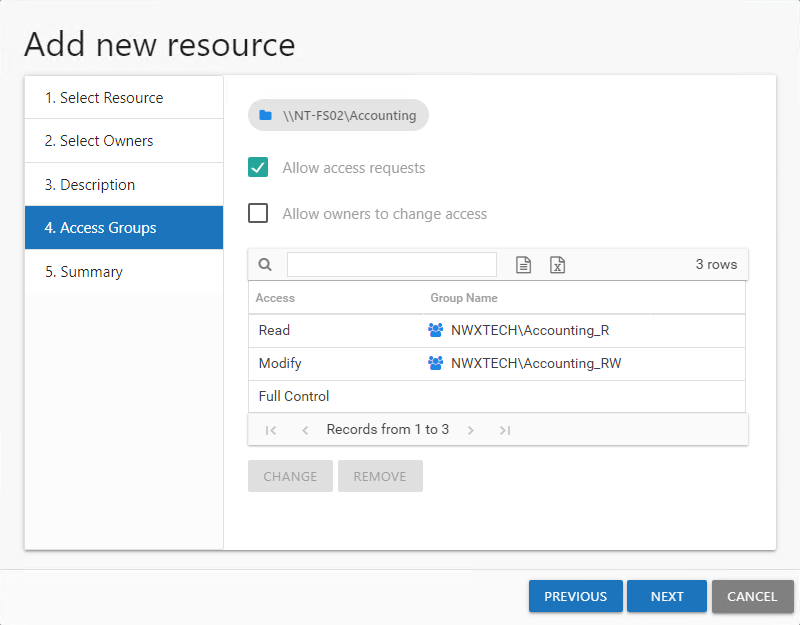 Add new resource
1. Select Resource
2. Select Owners
3. Description
4. Access Groups
5. Summary
\\NT-FS02\Accounting
Allow access requests
Allow owners to change access
3 rows
Access Group Name
Read NWXTECH\Accounting_R
Modify NWXTECH\Accounting_RW
Full Control
Records from 1 to 3
CHANGE REMOVE
PREVIOUS NEXT CANCEL